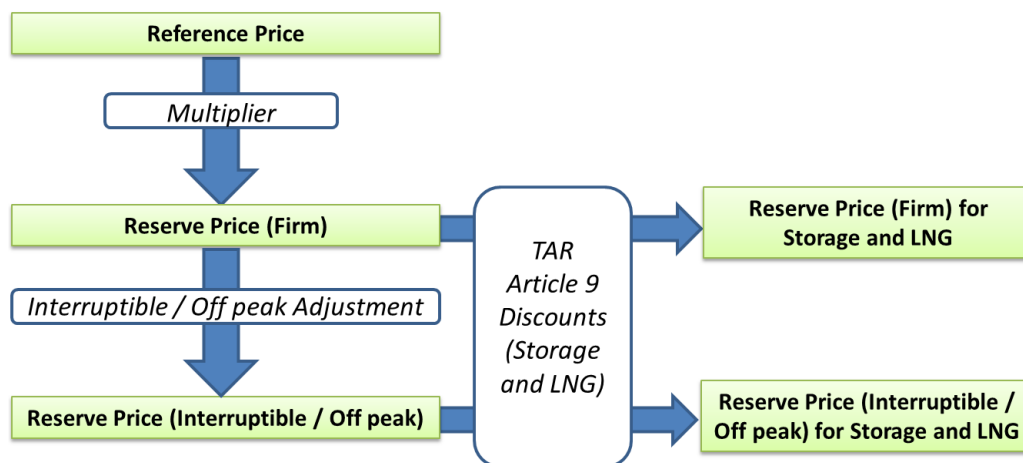 Reference Price
Multiplier
Reserve Price (Firm)
Interruptible / Off peak Adjustment
Reserve Price (Interruptible / Off peak)
TAR
Article 9
Discounts
(Storage
and LNG)
Reserve Price (Firm) for
Storage and LNG
Reserve Price (Interruptible /
Off peak) for Storage and LNG